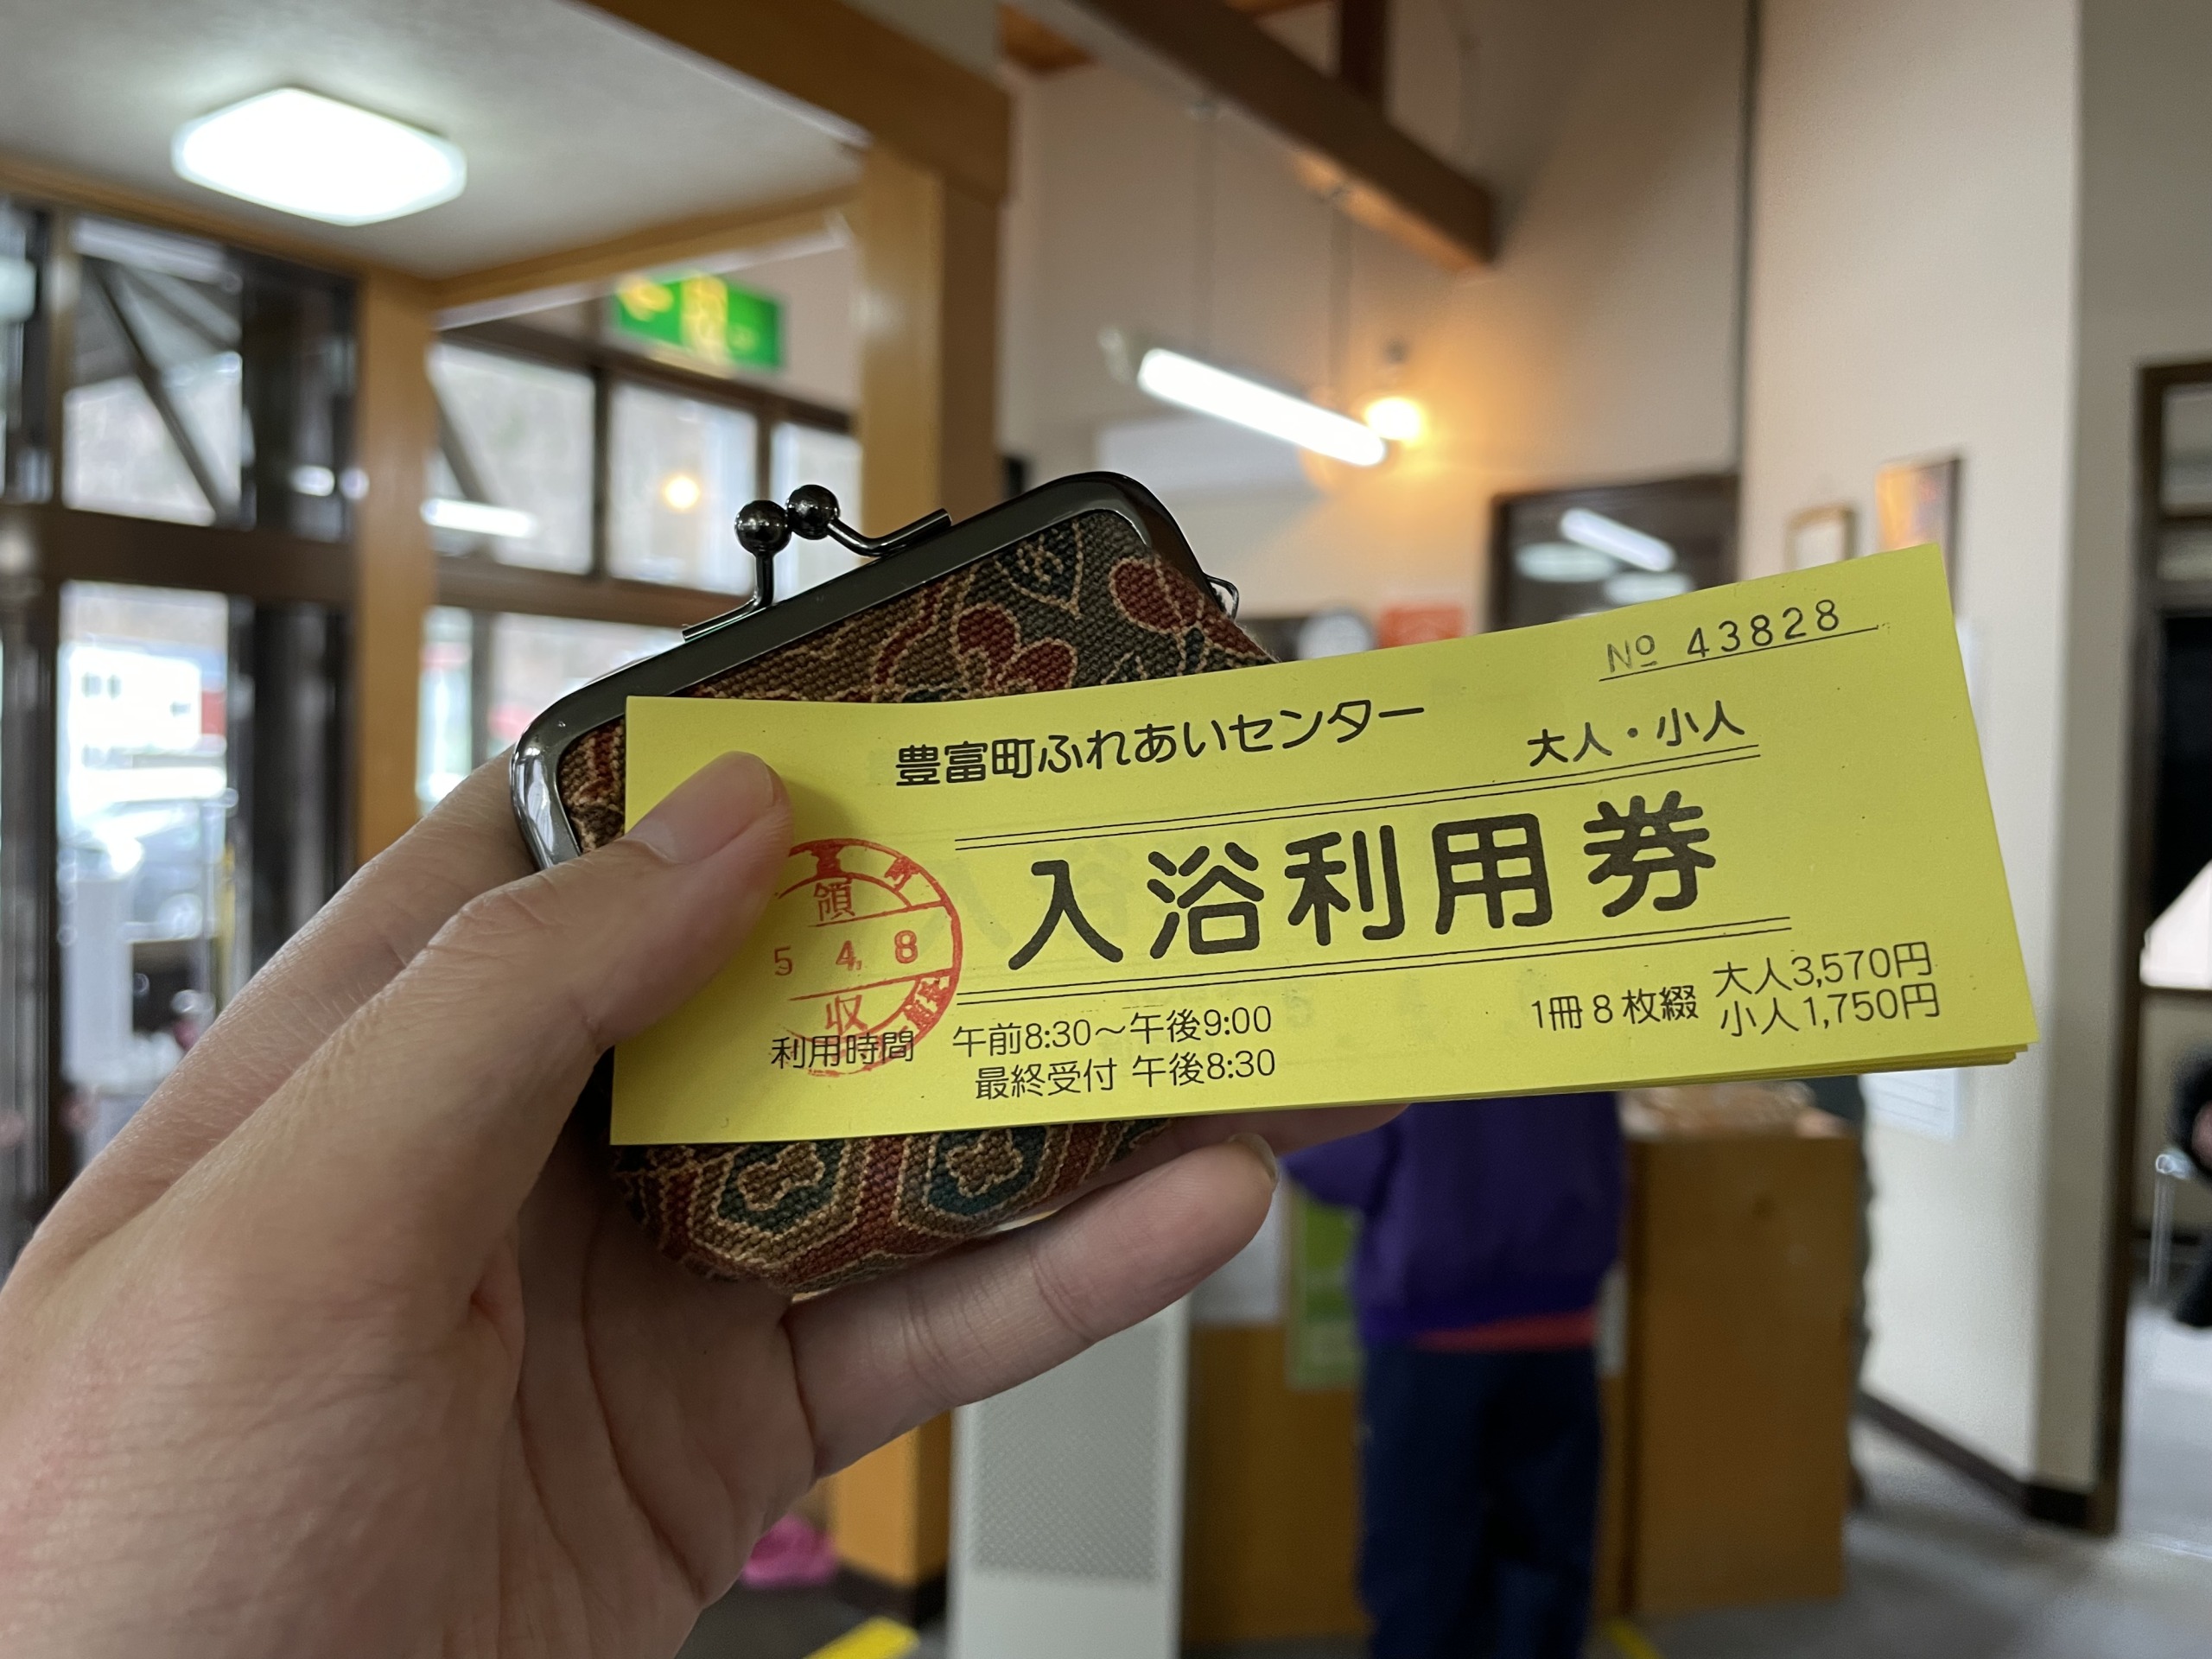 № 43828
豊富町ふれあいセンター
大人・小人
入浴利用券
領
5 4. 8
収
利用時間 午前8:30～午後9:00
最終受付 午後8:30
1冊8枚綴 大人3,570円
小人1,750円